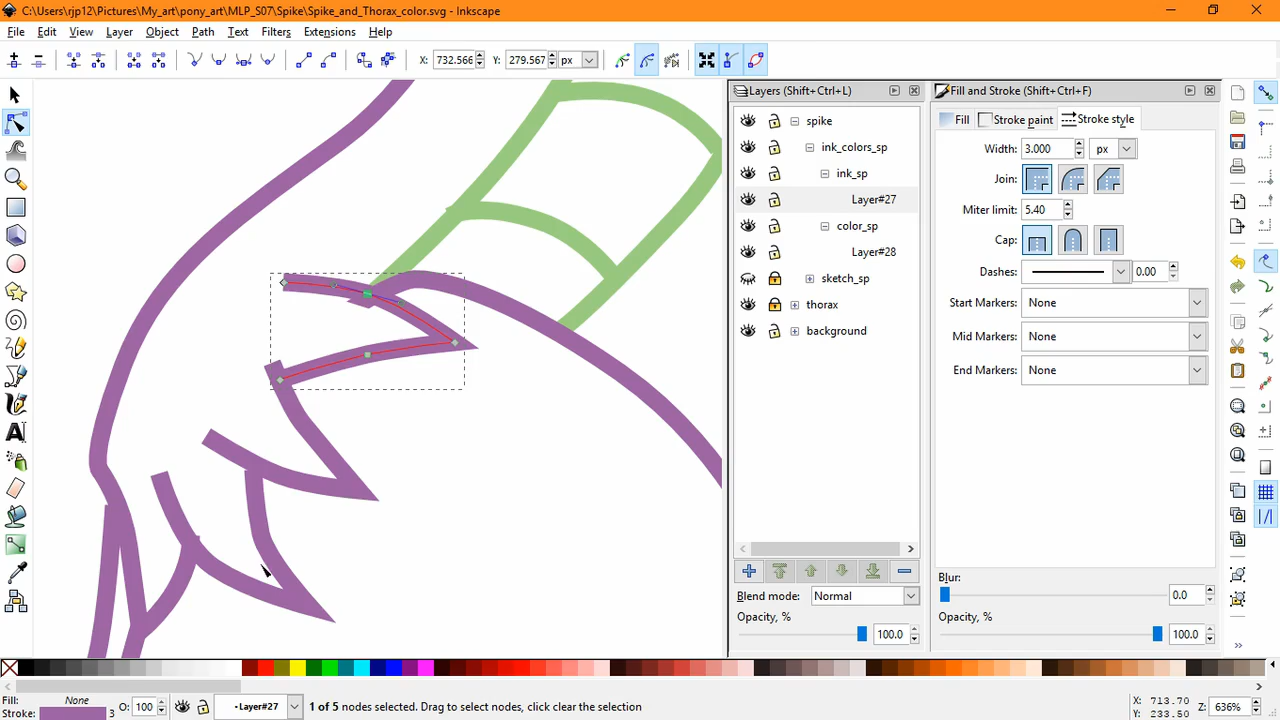 C:\Users\rjp12\Pictures\My_art\pony_art\MLP_S07\Spike\Spike_and_Thorax_color.svg - Inkscape
File Edit View Layer Object Path Text Filters Extensions Help
X: 732.566 Y: 279.567 px
Layers (Shift+Ctrl+L)
spike
ink_colors_sp
ink_sp
Layer#27
color_sp
Layer#28
sketch_sp
thorax
background
Blend mode: Normal
Opacity, %
100.0
Fill and Stroke (Shift+Ctrl+F)
Fill Stroke paint Stroke style
Width: 3.000 px
Join:
Miter limit: 5.40
Cap:
Dashes: 0.00
Start Markers: None
Mid Markers: None
End Markers: None
Blur:
0.0
Opacity, %
100.0
Fill: None
Stroke: 3
O: 100
Layer#27
1 of 5 nodes selected. Drag to select nodes, click clear the selection
X: 713.70
Y: 233.50
Z: 636%